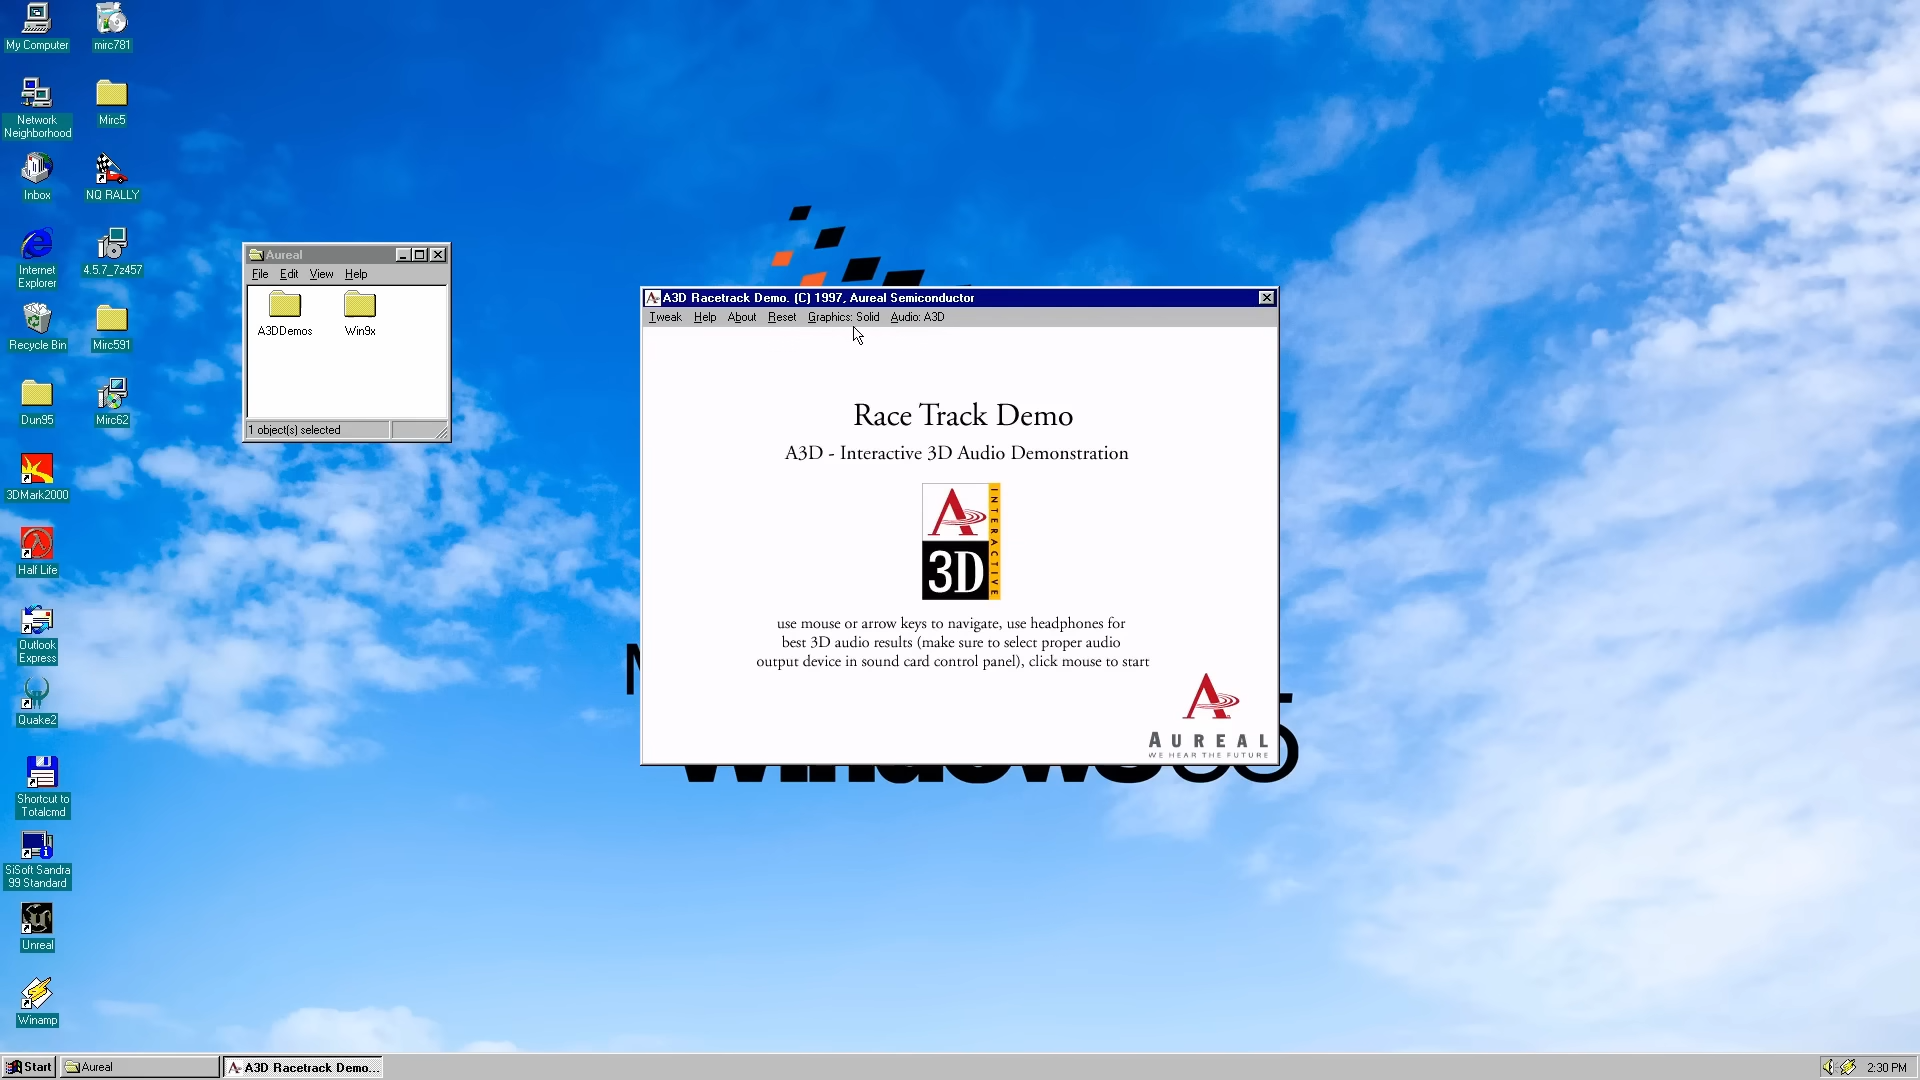 My Computer
mirc781
Network
Neighborhood
Mirc5
Inbox
NQ RALLY
Internet
Explorer
4.5.7_7z457
Recycle Bin
Mirc591
Dun95
Mirc62
3DMark2000
Half Life
Outlook
Express
Quake2
Shortcut to
Totalcmd
SiSoft Sandra
99 Standard
Unreal
Winamp
Aureal
File Edit View Help
A3DDemos Win9x
1 object(s) selected
A3D Racetrack Demo. (C) 1997, Aureal Semiconductor
Tweak Help About Reset Graphics: Solid Audio: A3D
Race Track Demo
A3D - Interactive 3D Audio Demonstration
A
3D
INTERACTIVE
use mouse or arrow keys to navigate, use headphones for
best 3D audio results (make sure to select proper audio
output device in sound card control panel), click mouse to start
AUREAL
WE HEAR THE FUTURE
Start
Aureal
A3D Racetrack Demo...
2:30 PM